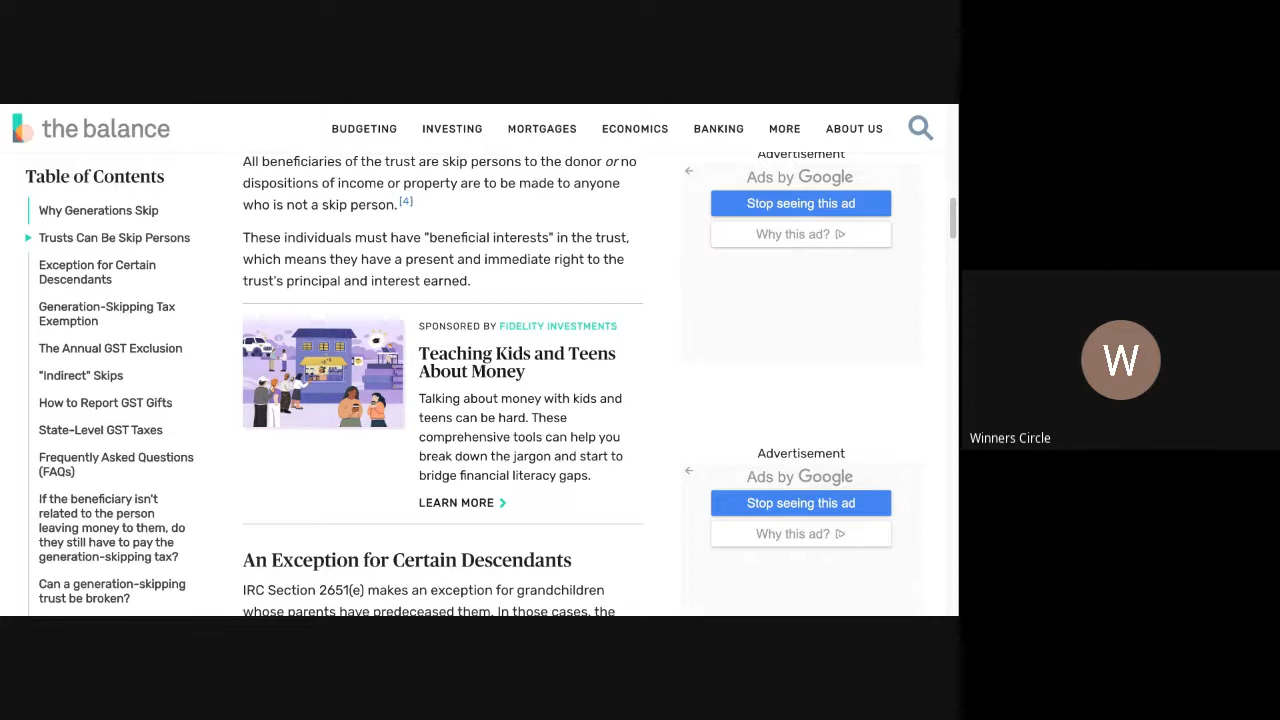 the balance
BUDGETING INVESTING MORTGAGES ECONOMICS BANKING MORE ABOUT US
Table of Contents
Why Generations Skip
Trusts Can Be Skip Persons
Exception for Certain
Descendants
Generation-Skipping Tax
Exemption
The Annual GST Exclusion
"Indirect" Skips
How to Report GST Gifts
State-Level GST Taxes
Frequently Asked Questions
(FAQs)
If the beneficiary isn't
related to the person
leaving money to them, do
they still have to pay the
generation-skipping tax?
Can a generation-skipping
trust be broken?
All beneficiaries of the trust are skip persons to the donor or no
dispositions of income or property are to be made to anyone
who is not a skip person. [4]
These individuals must have "beneficial interests" in the trust,
which means they have a present and immediate right to the
trust's principal and interest earned.
SPONSORED BY FIDELITY INVESTMENTS
Teaching Kids and Teens
About Money
Talking about money with kids and
teens can be hard. These
comprehensive tools can help you
break down the jargon and start to
bridge financial literacy gaps.
LEARN MORE
An Exception for Certain Descendants
IRC Section 2651(e) makes an exception for grandchildren
whose parents have predeceased them. In those cases, the
Advertisement
Ads by Google
Stop seeing this ad
Why this ad?
Advertisement
Ads by Google
Stop seeing this ad
Why this ad?
W
Winners Circle